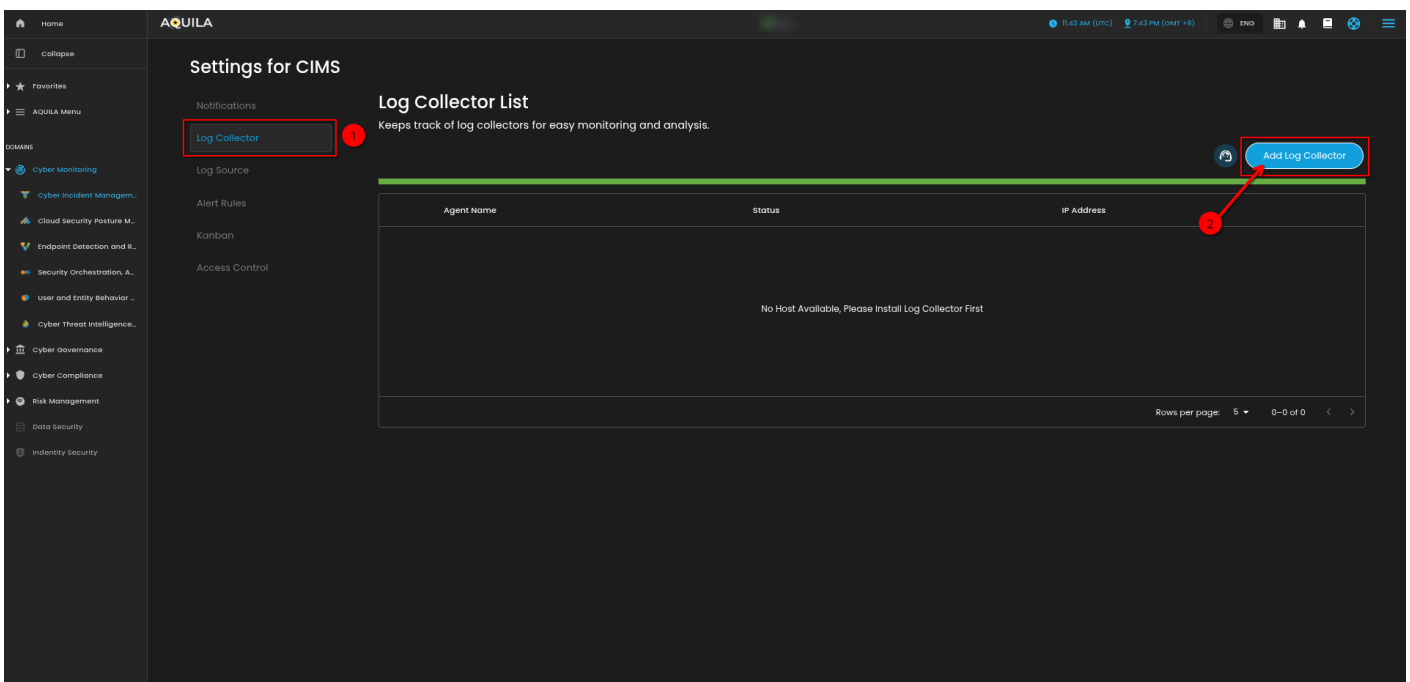 Home
AQUILA
11:43 AM (UTC)
7:43 PM (GMT +8)
ENG
Collapse
Settings for CIMS
Favorites
AQUILA Menu
Notifications
Log Collector
1
Log Source
Alert Rules
Kanban
Access Control
Log Collector List
Keeps track of log collectors for easy monitoring and analysis.
Add Log Collector
2
Agent Name
Status
IP Address
No Host Available, Please Install Log Collector First
Rows per page: 5
0–0 of 0
DOMAINS
Cyber Monitoring
Cyber Incident Managem...
Cloud Security Posture M...
Endpoint Detection and R...
Security Orchestration, A...
User and Entity Behavior ...
Cyber Threat Intelligence...
Cyber Governance
Cyber Compliance
Risk Management
Data Security
Indentity Security